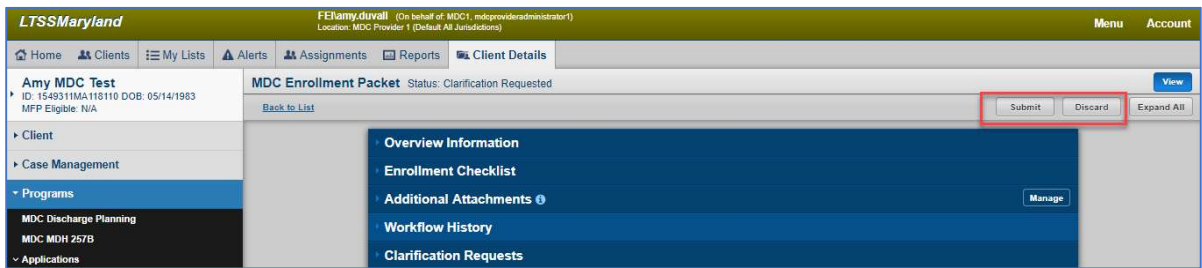 LTSSMaryland
FEI\amy.duvall (On behalf of: MDC1, mdcprovideradministrator1)
Location: MDC Provider 1 (Default All Jurisdictions)
Menu Account
Home Clients My Lists Alerts Assignments Reports Client Details
Amy MDC Test
ID: 1549311MA118110 DOB: 05/14/1983
MFP Eligible: N/A
MDC Enrollment Packet Status: Clarification Requested
View
Back to List
Submit Discard Expand All
Client
Case Management
Programs
MDC Discharge Planning
MDC MDH 257B
Applications
Overview Information
Enrollment Checklist
Additional Attachments
Manage
Workflow History
Clarification Requests